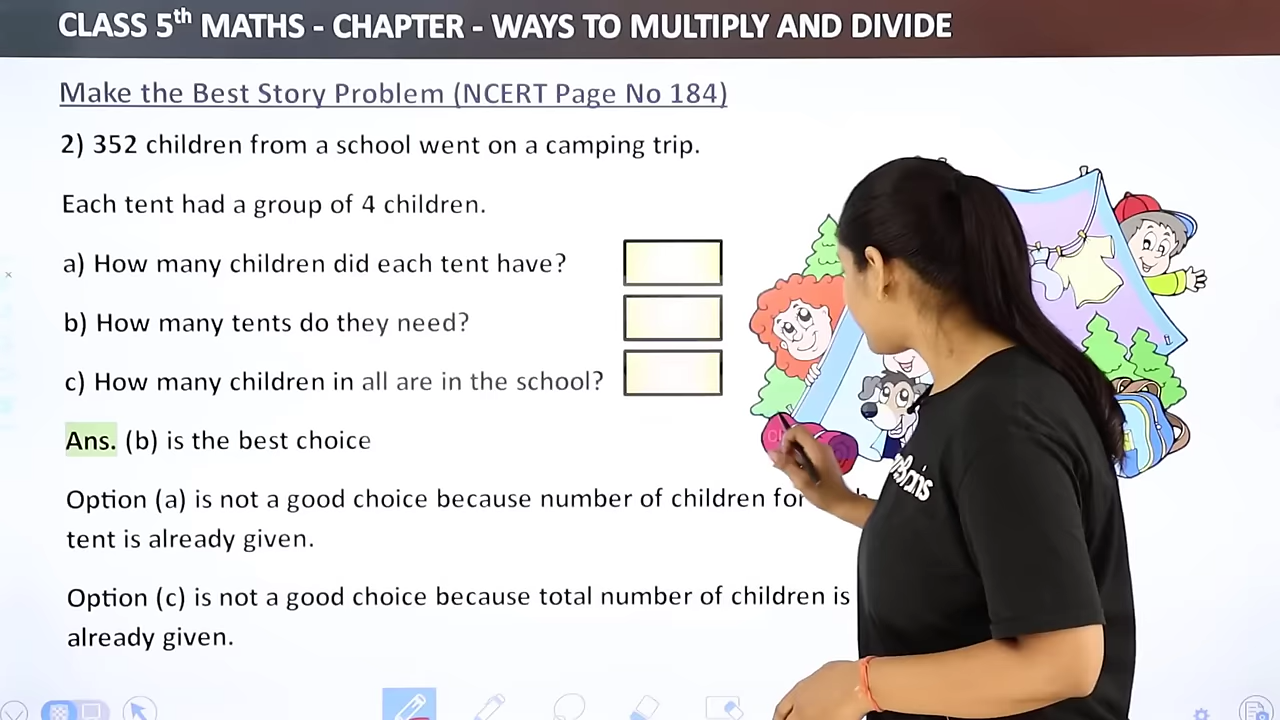 CLASS 5th MATHS - CHAPTER - WAYS TO MULTIPLY AND DIVIDE
Make the Best Story Problem (NCERT Page No 184)
2) 352 children from a school went on a camping trip.
Each tent had a group of 4 children.
a) How many children did each tent have?
b) How many tents do they need?
c) How many children in all are in the school?
Ans. (b) is the best choice
Option (a) is not a good choice because number of children for
tent is already given.
Option (c) is not a good choice because total number of children is
already given.